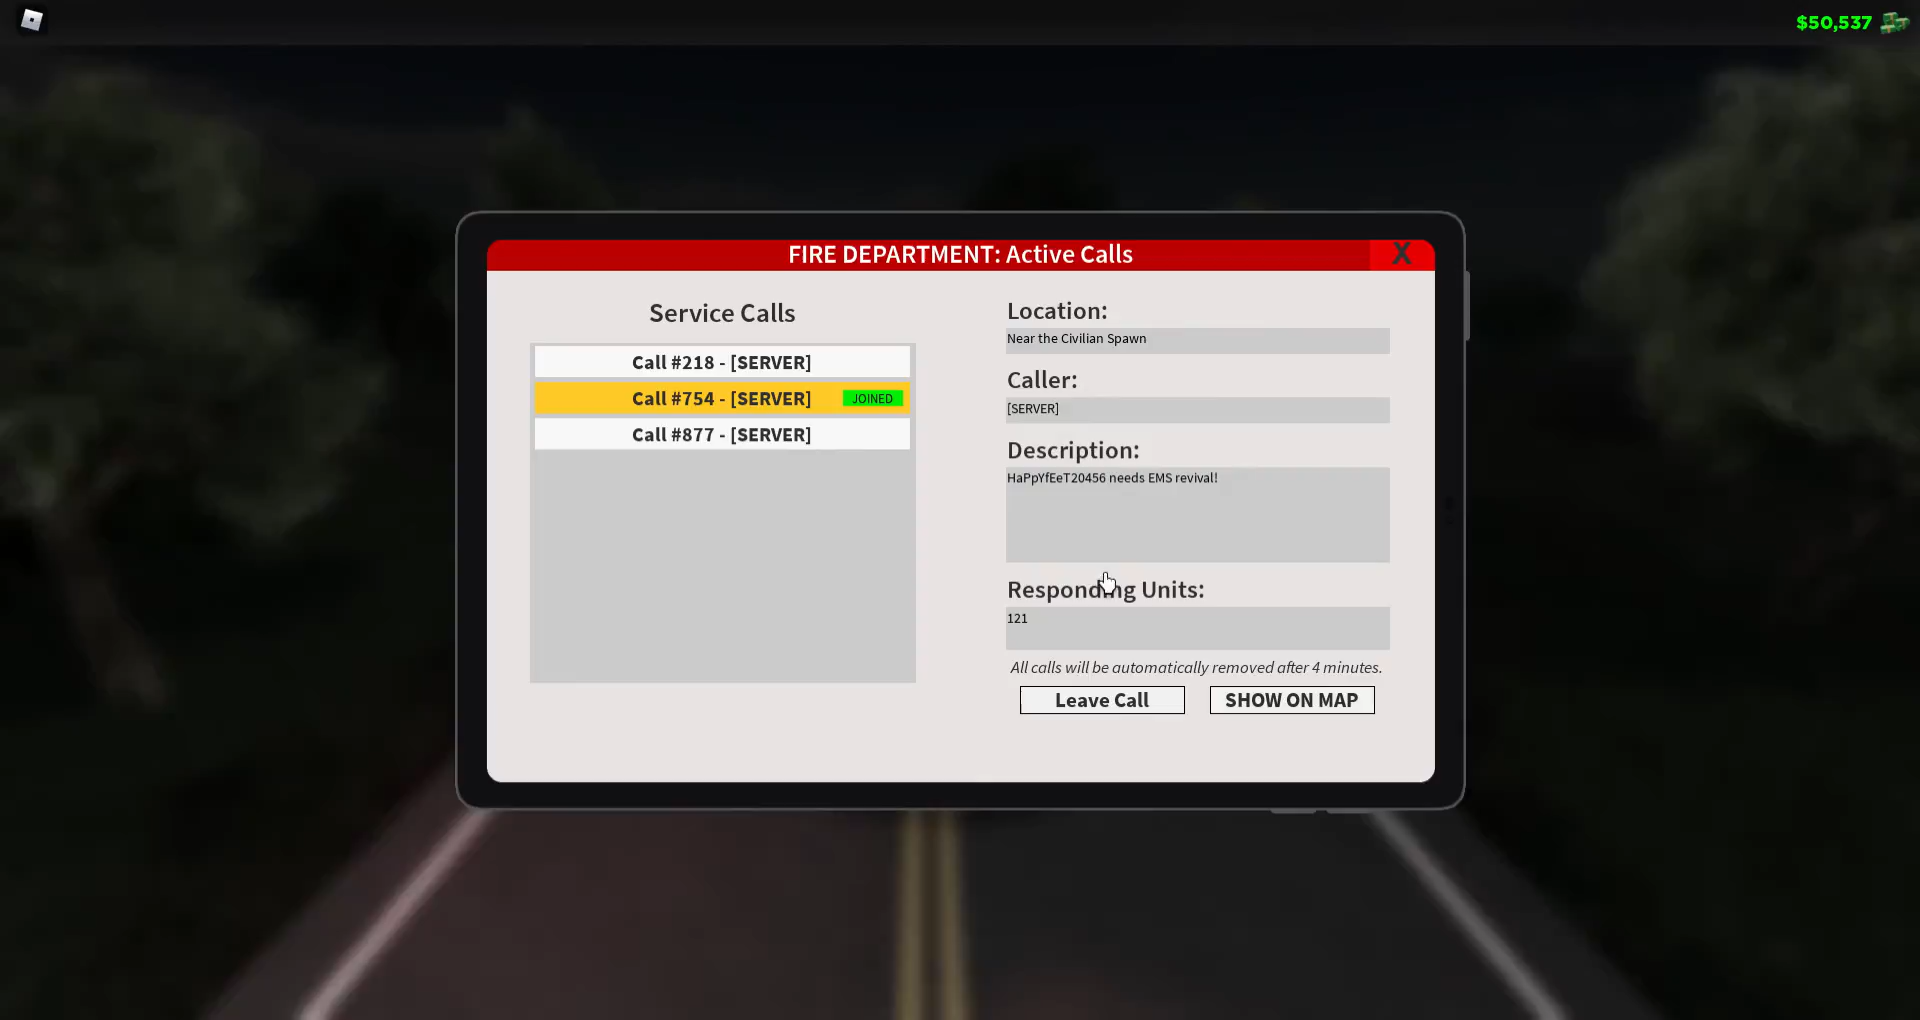 $50,537
FIRE DEPARTMENT: Active Calls
X
Service Calls
Call #218 - [SERVER]
Call #754 - [SERVER]
JOINED
Call #877 - [SERVER]
Location:
Near the Civilian Spawn
Caller:
[SERVER]
Description:
HaPpYfEeT20456 needs EMS revival!
Responding Units:
121
All calls will be automatically removed after 4 minutes.
Leave Call
SHOW ON MAP